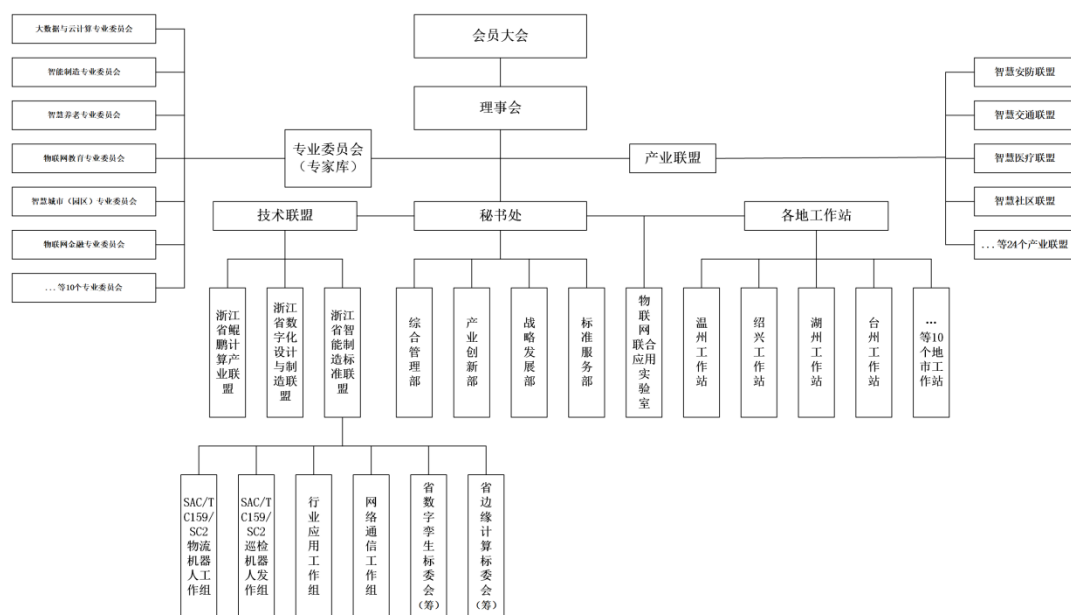 会员大会
理事会
专业委员会
（专家库）
产业联盟
大数据与云计算专业委员会
智能制造专业委员会
智慧养老专业委员会
物联网教育专业委员会
智慧城市（园区）专业委员会
物联网金融专业委员会
...等10个专业委员会
智慧安防联盟
智慧交通联盟
智慧医疗联盟
智慧社区联盟
...等24个产业联盟
技术联盟
秘书处
各地工作站
浙江省鲲鹏计算产业联盟
浙江省数字化设计与制造联盟
浙江省智能制造标准联盟
综合管理部
产业创新部
战略发展部
标准服务部
物联网联合应用实验室
温州工作站
绍兴工作站
湖州工作站
台州工作站
...等10个地市工作站
SAC/TC159/SC2物流机器人工作组
SAC/TC159/SC2巡检机器人工作组
行业应用工作组
网络通信工作组
省数字孪生标委会（筹）
省边缘计算标委会（筹）